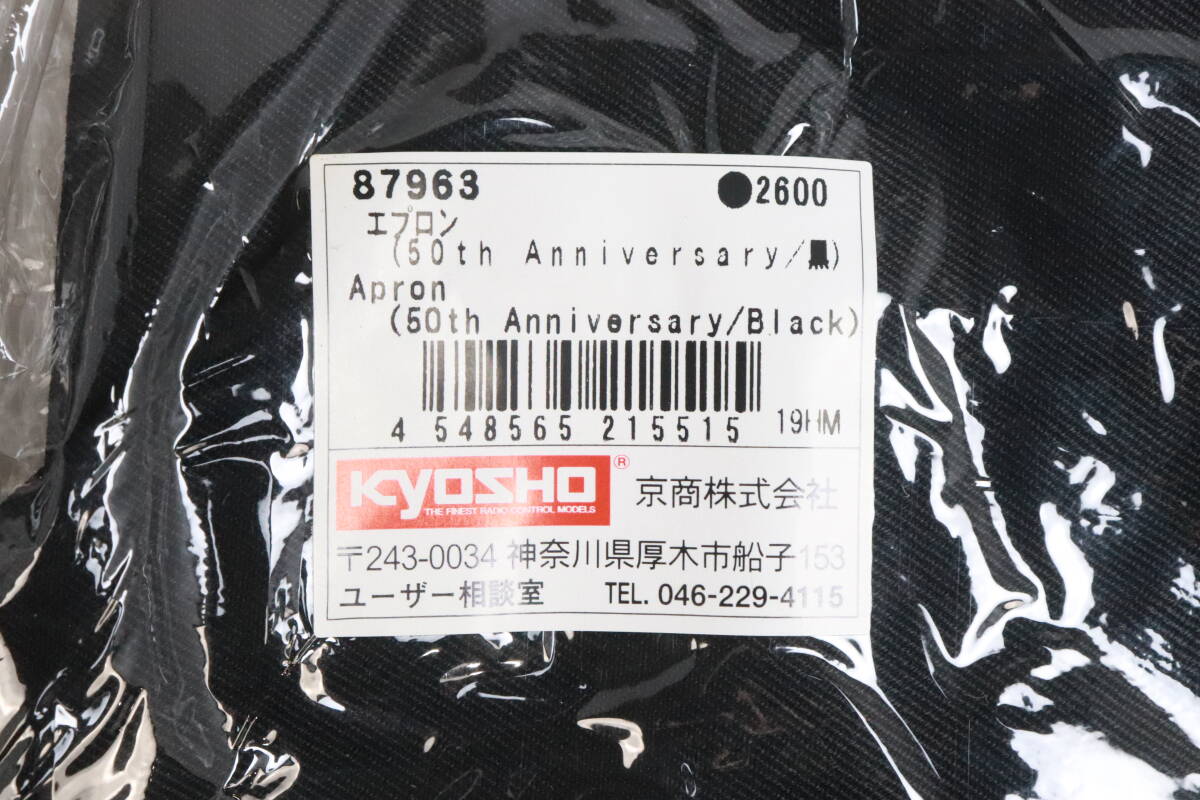 87963 ●2600
エプロン
(50th Anniversary/黒)
Apron
(50th Anniversary/Black)
4 548565 215515 19HM
KYOSHO® 京商株式会社
THE FINEST RADIO CONTROL MODELS
〒243-0034 神奈川県厚木市船子153
ユーザー相談室 TEL. 046-229-4115